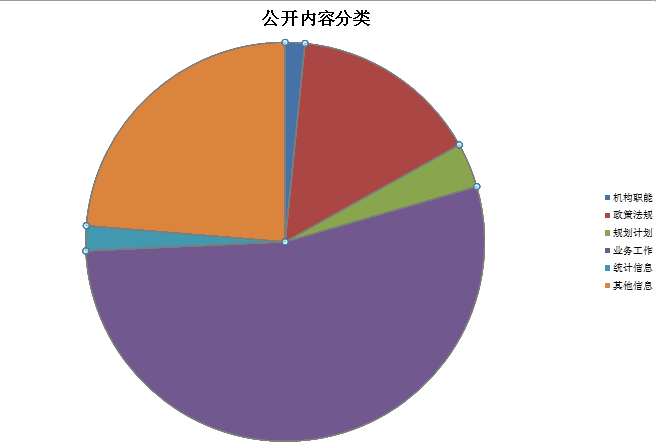 公开内容分类
机构职能
政策法规
规划计划
业务工作
统计信息
其他信息